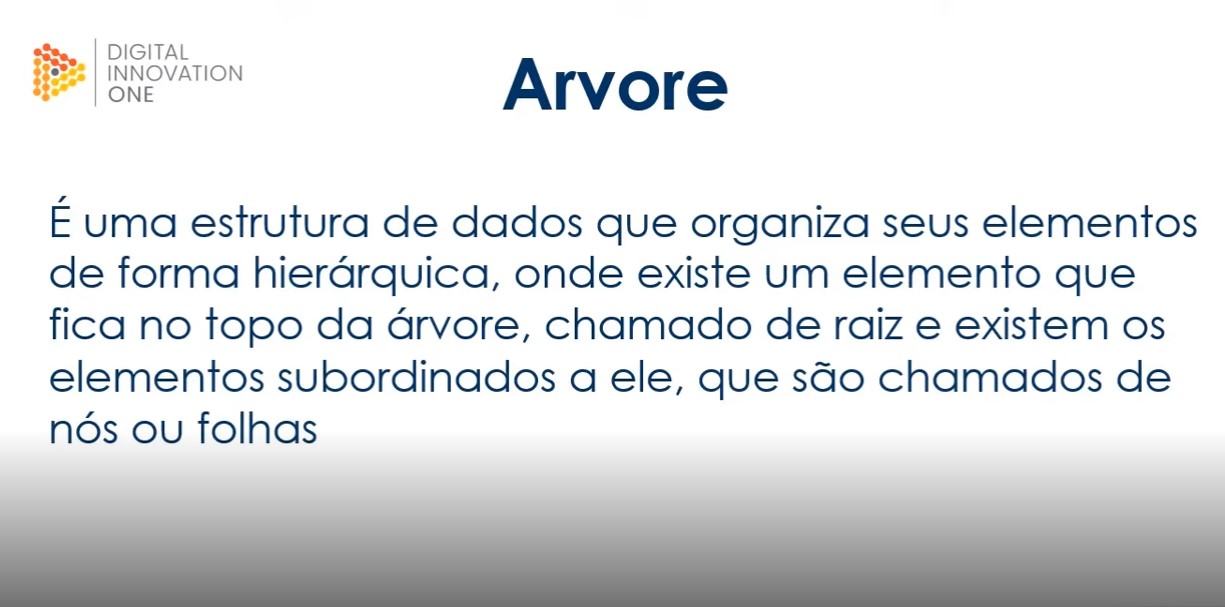 DIGITAL
INNOVATION
ONE
Arvore
É uma estrutura de dados que organiza seus elementos
de forma hierárquica, onde existe um elemento que
fica no topo da árvore, chamado de raiz e existem os
elementos subordinados a ele, que são chamados de
nós ou folhas